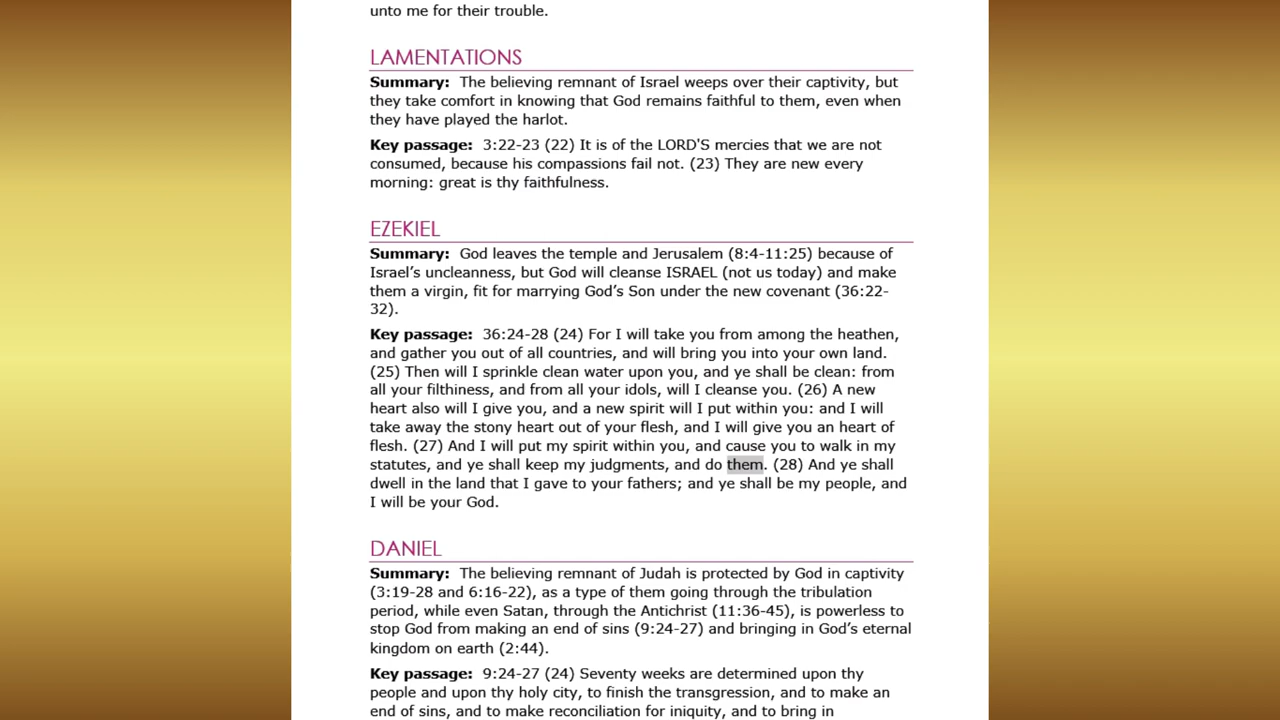 unto me for their trouble.
LAMENTATIONS
Summary: The believing remnant of Israel weeps over their captivity, but
they take comfort in knowing that God remains faithful to them, even when
they have played the harlot.
Key passage: 3:22-23 (22) It is of the LORD'S mercies that we are not
consumed, because his compassions fail not. (23) They are new every
morning: great is thy faithfulness.
EZEKIEL
Summary: God leaves the temple and Jerusalem (8:4-11:25) because of
Israel’s uncleanness, but God will cleanse ISRAEL (not us today) and make
them a virgin, fit for marrying God’s Son under the new covenant (36:22-
32).
Key passage: 36:24-28 (24) For I will take you from among the heathen,
and gather you out of all countries, and will bring you into your own land.
(25) Then will I sprinkle clean water upon you, and ye shall be clean: from
all your filthiness, and from all your idols, will I cleanse you. (26) A new
heart also will I give you, and a new spirit will I put within you: and I will
take away the stony heart out of your flesh, and I will give you an heart of
flesh. (27) And I will put my spirit within you, and cause you to walk in my
statutes, and ye shall keep my judgments, and do them. (28) And ye shall
dwell in the land that I gave to your fathers; and ye shall be my people, and
I will be your God.
DANIEL
Summary: The believing remnant of Judah is protected by God in captivity
(3:19-28 and 6:16-22), as a type of them going through the tribulation
period, while even Satan, through the Antichrist (11:36-45), is powerless to
stop God from making an end of sins (9:24-27) and bringing in God’s eternal
kingdom on earth (2:44).
Key passage: 9:24-27 (24) Seventy weeks are determined upon thy
people and upon thy holy city, to finish the transgression, and to make an
end of sins, and to make reconciliation for iniquity, and to bring in